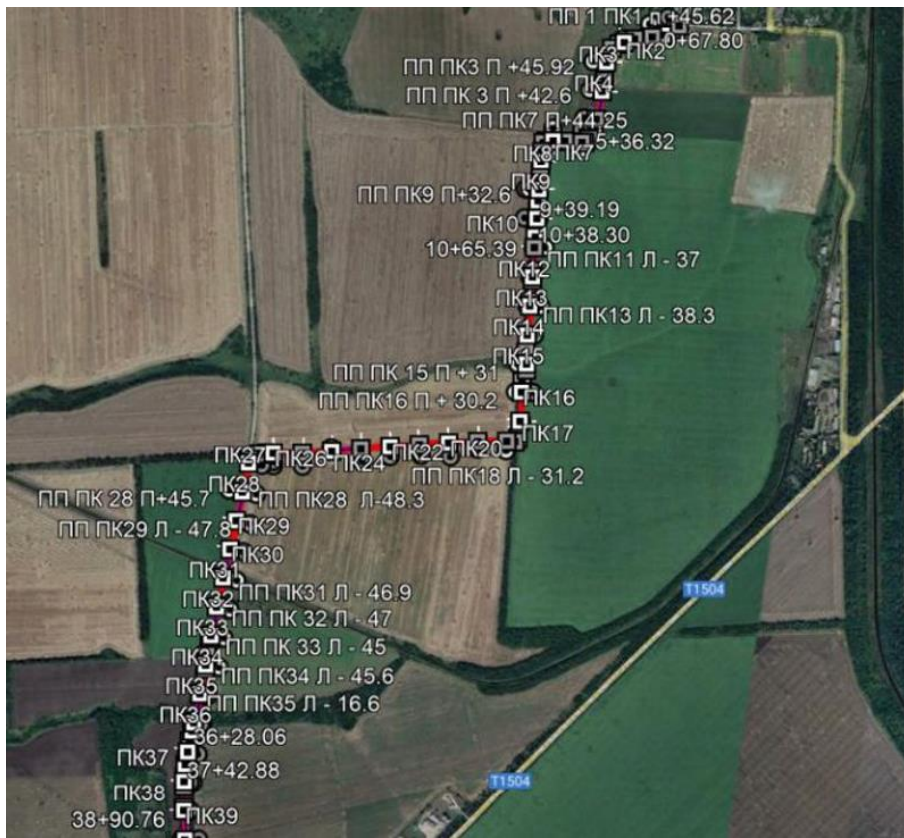 ПП 1 ПК1 +45.62
ПК2 0+67.80
ПК3
ПП ПК3 П +45.92
ПК4
ПП ПК 3 П +42.6
ПП ПК7 П+44.25
5+36.32
ПК8 ПК7
ПК9
ПП ПК9 П+32.6
9+39.19
ПК10
10+38.30
10+65.39
ПП ПК11 Л - 37
ПК12
ПК13
ПП ПК13 Л - 38.3
ПК14
ПК15
ПП ПК 15 П + 31
ПП ПК16 П + 30.2
ПК16
ПК17
ПК27 ПК26 ПК24 ПК22 ПК20
ПП ПК18 Л - 31.2
ПК28
ПП ПК 28 П+45.7
ПП ПК28 Л-48.3
ПП ПК29 Л - 47.8
ПК29
ПК30
ПК31
ПП ПК31 Л - 46.9
ПК32
ПП ПК 32 Л - 47
ПК33
ПП ПК 33 Л - 45
ПК34
ПП ПК34 Л - 45.6
ПК35
ПП ПК35 Л - 16.6
ПК36
36+28.06
ПК37
37+42.88
ПК38
38+90.76
ПК39
Т1504
Т1504